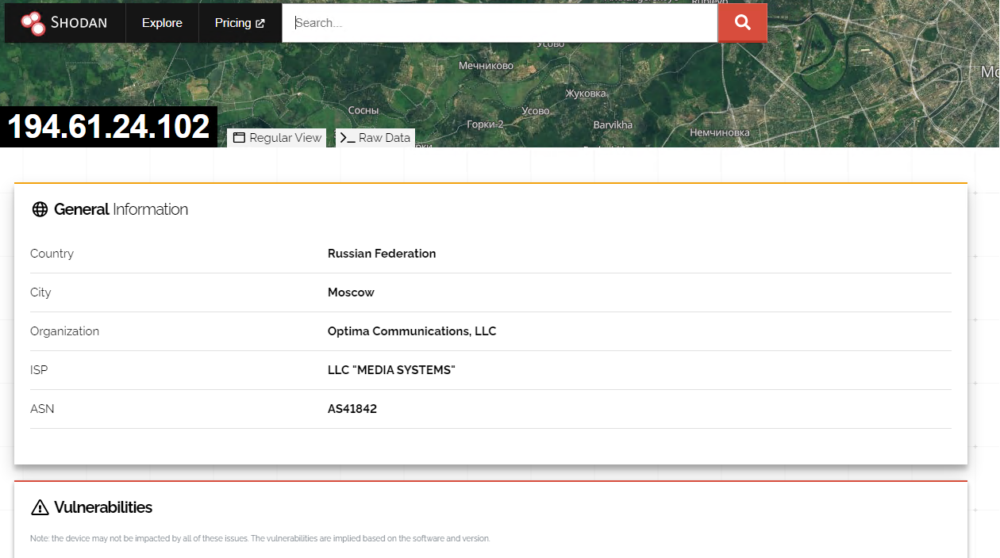 SHODAN
Explore
Pricing
Search...
Rublevo
Усово
Мечниково
Жуковка
Сосны
Усово
Горки-2
Barvikha
Немчиновка
194.61.24.102
Regular View
Raw Data
General Information
Country Russian Federation
City Moscow
Organization Optima Communications, LLC
ISP LLC "MEDIA SYSTEMS"
ASN AS41842
Vulnerabilities
Note: the device may not be impacted by all of these issues. The vulnerabilities are implied based on the software and version.